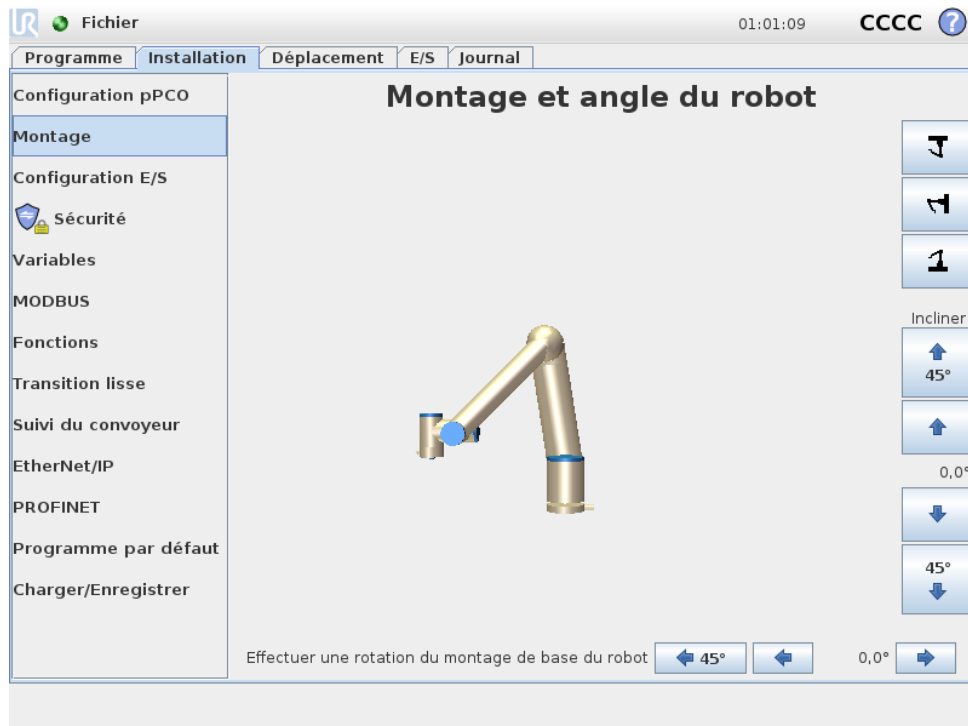 UR
Fichier
01:01:09
CCCC
?
Programme
Installation
Déplacement
E/S
Journal
Configuration pPCO
Montage
Configuration E/S
Sécurité
Variables
MODBUS
Fonctions
Transition lisse
Suivi du convoyeur
EtherNet/IP
PROFINET
Programme par défaut
Charger/Enregistrer
Montage et angle du robot
Incliner
45°
0,0°
45°
Effectuer une rotation du montage de base du robot
45°
0,0°